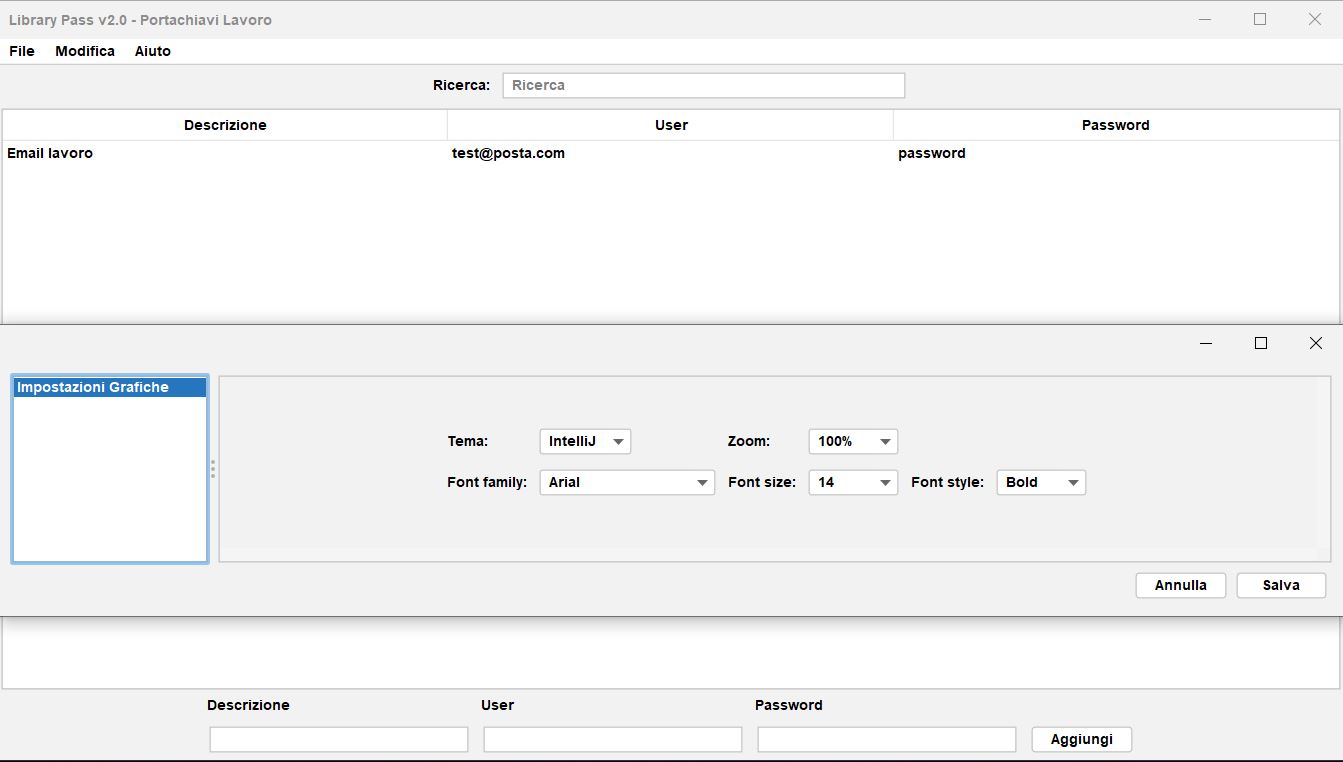 Library Pass v2.0 - Portachiavi Lavoro
File Modifica Aiuto
Ricerca: Ricerca
Descrizione User Password
Email lavoro test@posta.com password
Impostazioni Grafiche
Tema: IntelliJ Zoom: 100%
Font family: Arial Font size: 14 Font style: Bold
Annulla Salva
Descrizione User Password
Aggiungi